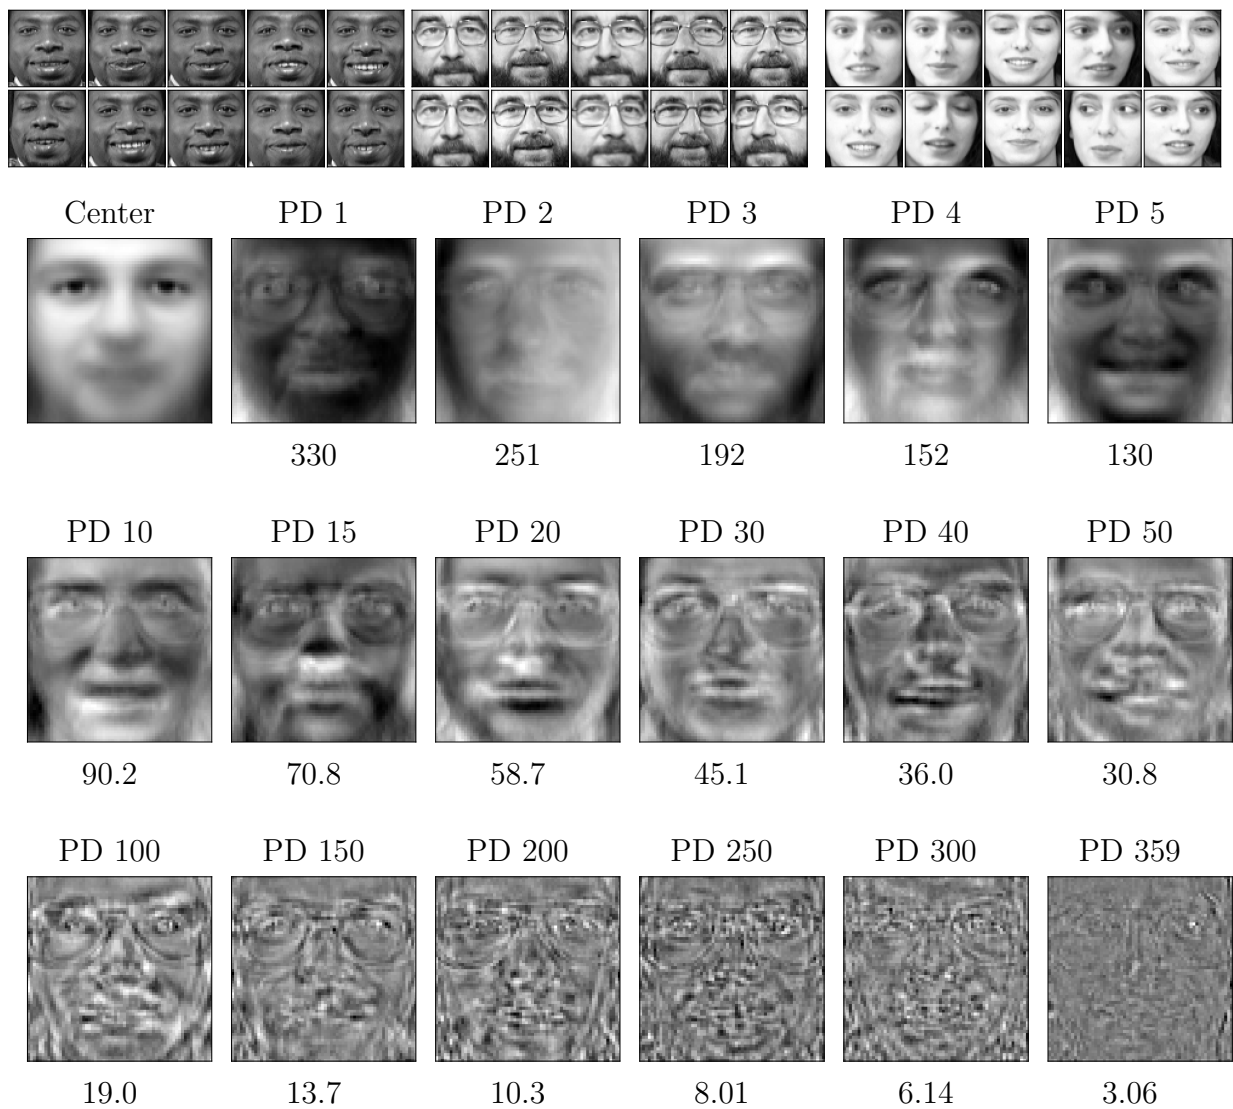 Center PD 1 PD 2 PD 3 PD 4 PD 5
330 251 192 152 130
PD 10 PD 15 PD 20 PD 30 PD 40 PD 50
90.2 70.8 58.7 45.1 36.0 30.8
PD 100 PD 150 PD 200 PD 250 PD 300 PD 359
19.0 13.7 10.3 8.01 6.14 3.06